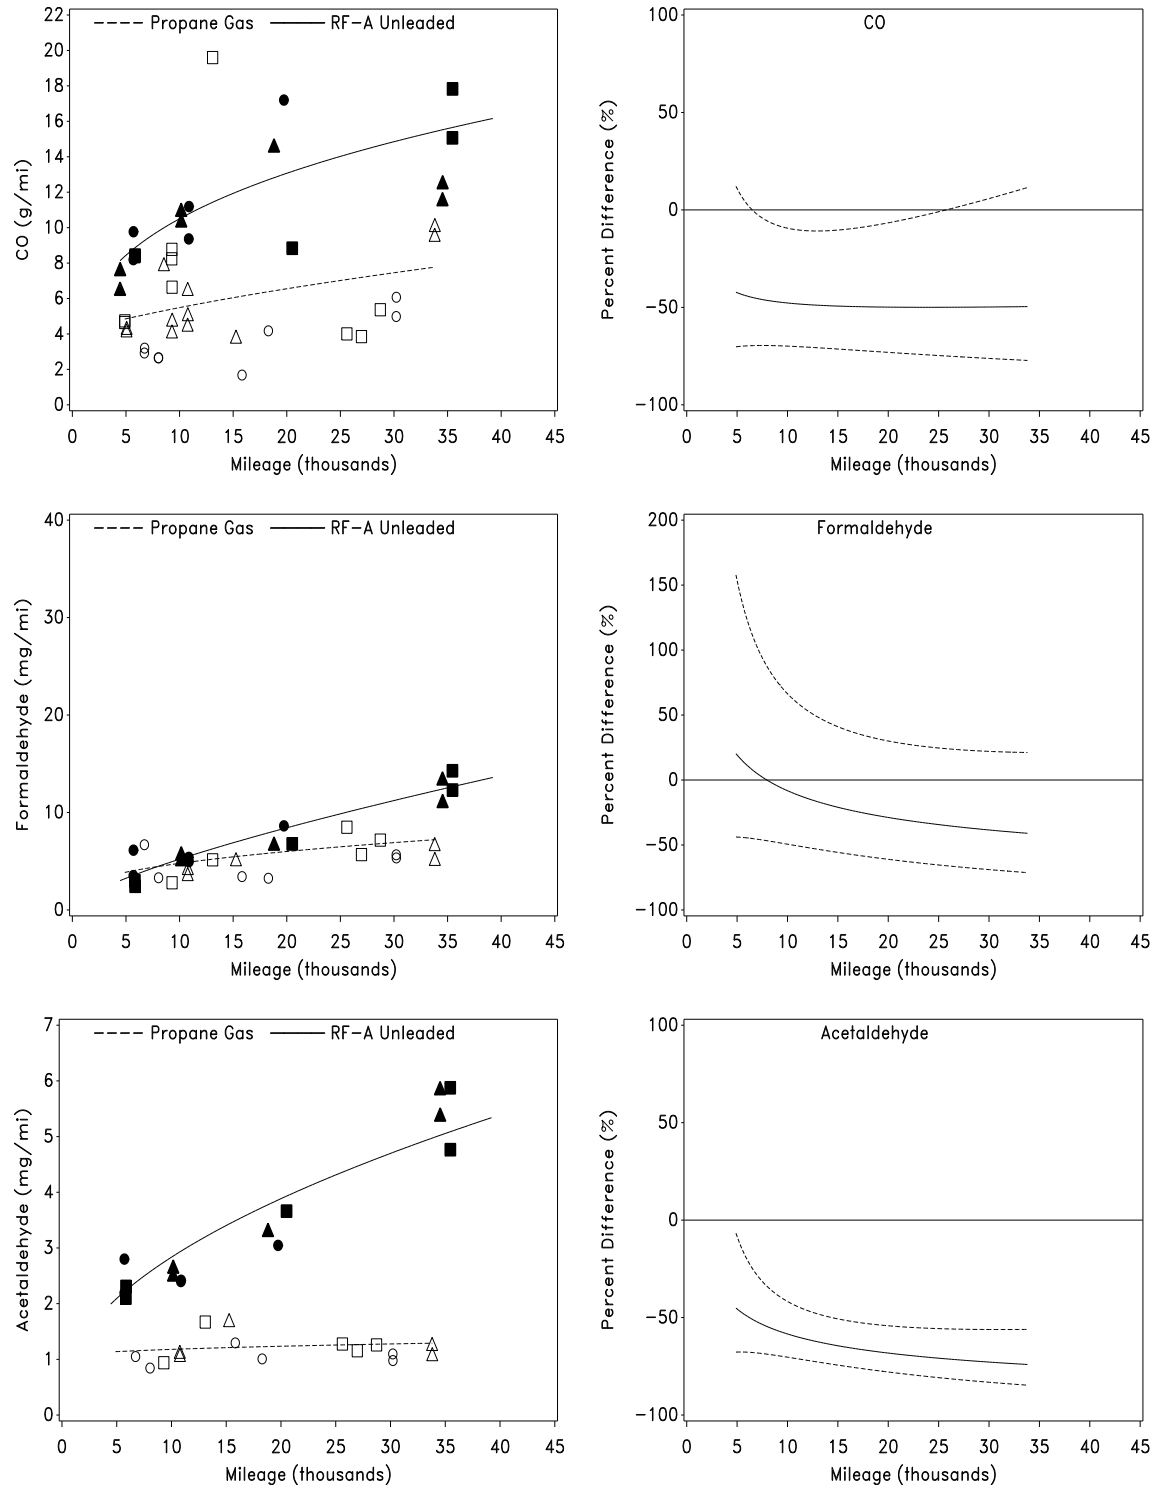 Propane Gas RF-A Unleaded
CO (g/mi)
22
20
18
16
14
12
10
8
6
4
2
0
0 5 10 15 20 25 30 35 40 45
Mileage (thousands)
CO
Percent Difference (%)
100
50
0
-50
-100
0 5 10 15 20 25 30 35 40 45
Mileage (thousands)
Propane Gas RF-A Unleaded
Formaldehyde (mg/mi)
40
30
20
10
0
0 5 10 15 20 25 30 35 40 45
Mileage (thousands)
Formaldehyde
Percent Difference (%)
200
150
100
50
0
-50
-100
0 5 10 15 20 25 30 35 40 45
Mileage (thousands)
Propane Gas RF-A Unleaded
Acetaldehyde (mg/mi)
7
6
5
4
3
2
1
0
0 5 10 15 20 25 30 35 40 45
Mileage (thousands)
Acetaldehyde
Percent Difference (%)
100
50
0
-50
-100
0 5 10 15 20 25 30 35 40 45
Mileage (thousands)